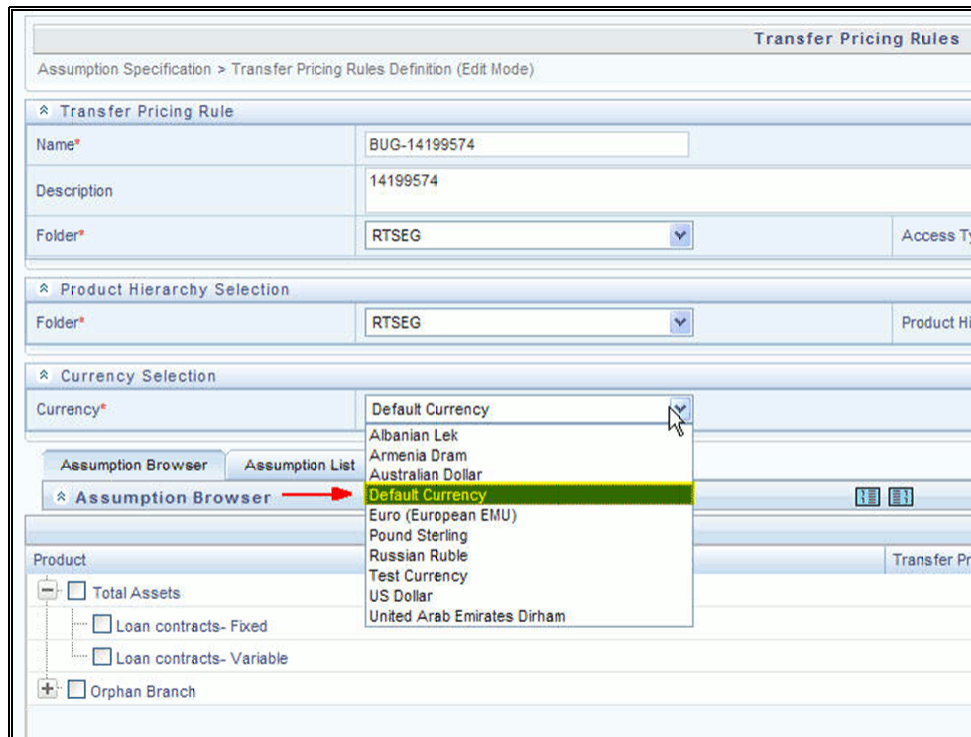 Transfer Pricing Rules
Assumption Specification > Transfer Pricing Rules Definition (Edit Mode)
Transfer Pricing Rule
Name* BUG-14199574
Description 14199574
Folder* RTSEG Access Ty
Product Hierarchy Selection
Folder* RTSEG Product Hi
Currency Selection
Currency* Default Currency
Albanian Lek
Armenia Dram
Australian Dollar
Default Currency
Euro (European EMU)
Pound Sterling
Russian Ruble
Test Currency
US Dollar
United Arab Emirates Dirham
Assumption Browser Assumption List
Assumption Browser
Product Transfer Pr
Total Assets
Loan contracts- Fixed
Loan contracts- Variable
Orphan Branch